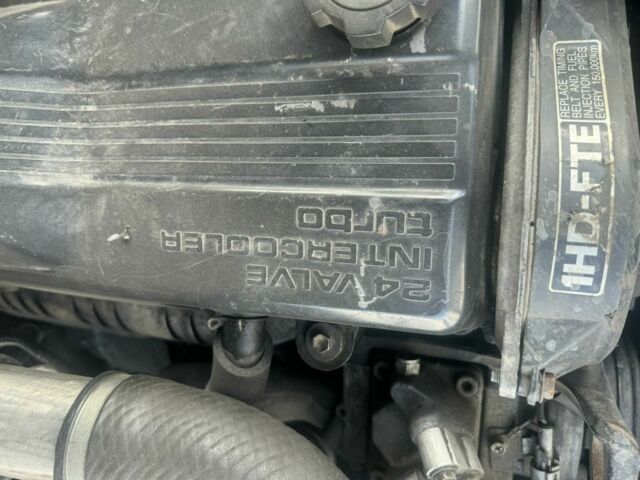 24 VALVE
INTERCOOLER
turbo
1HD-FTE
REPLACE TIMING
BELT AND FUEL
INJECTION PIPES
EVERY 150,000km